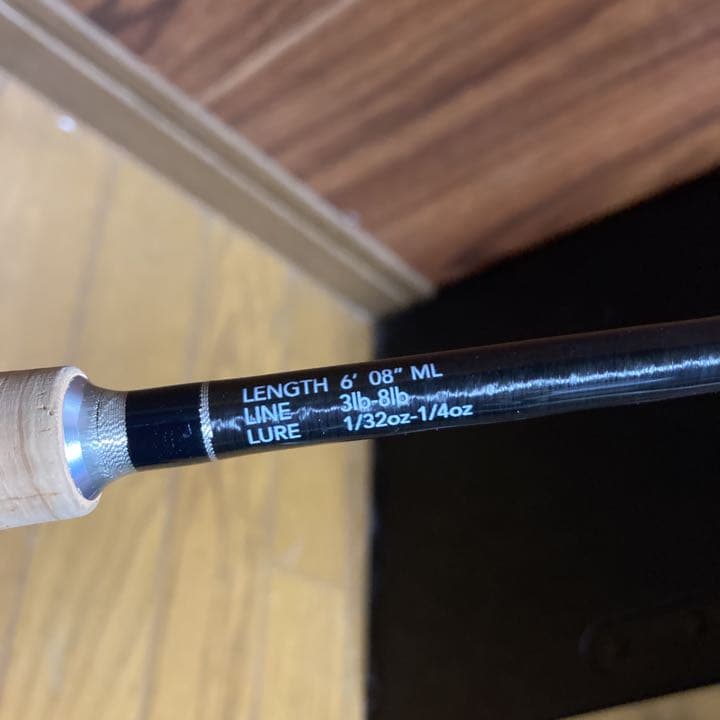 LENGTH 6' 08" ML
LINE 3lb-8lb
LURE 1/32oz-1/4oz